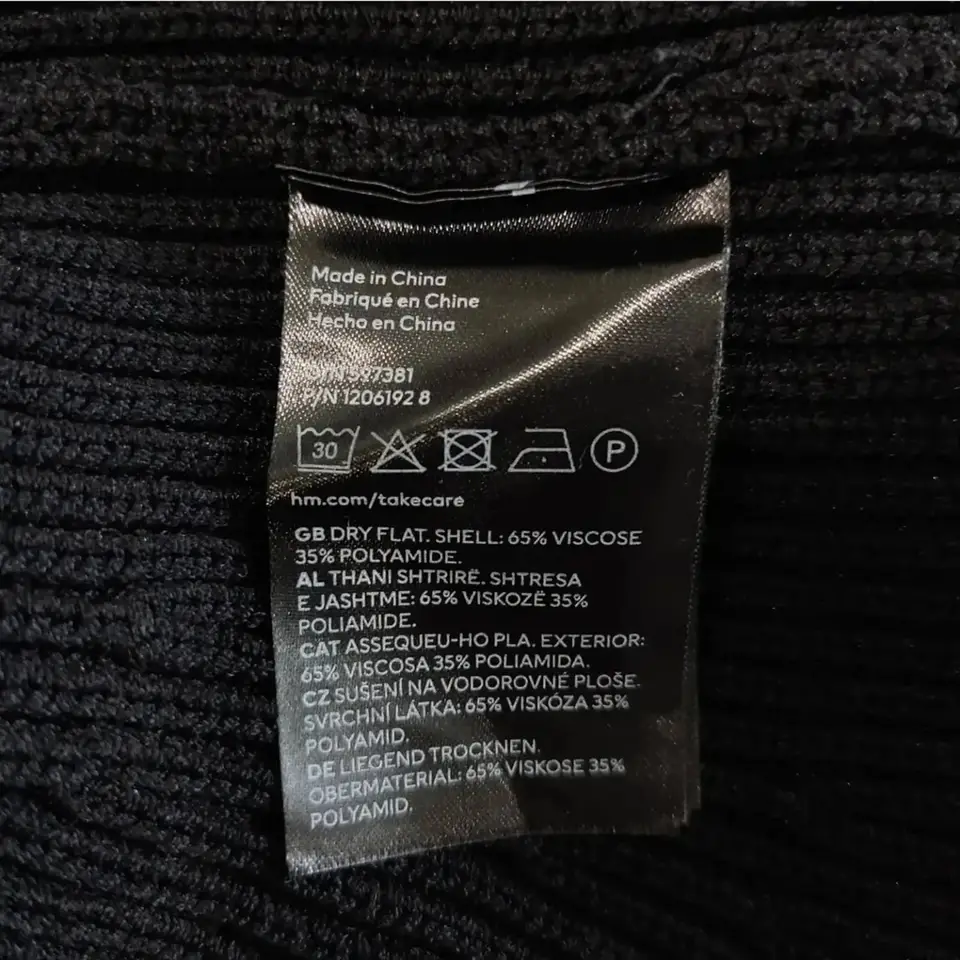 Made in China
Fabriqué en Chine
Hecho en China
P/N 1206192 8
30
P
hm.com/takecare
GB DRY FLAT. SHELL: 65% VISCOSE
35% POLYAMIDE.
AL THANI SHTRIRË. SHTRESA
E JASHTME: 65% VISKOZË 35%
POLIAMIDE.
CAT ASSEQUEU-HO PLA. EXTERIOR:
65% VISCOSA 35% POLIAMIDA.
CZ SUŠENÍ NA VODOROVNÉ PLOŠE.
SVRCHNÍ LÁTKA: 65% VISKÓZA 35%
POLYAMID.
DE LIEGEND TROCKNEN.
OBERMATERIAL: 65% VISKOSE 35%
POLYAMID.